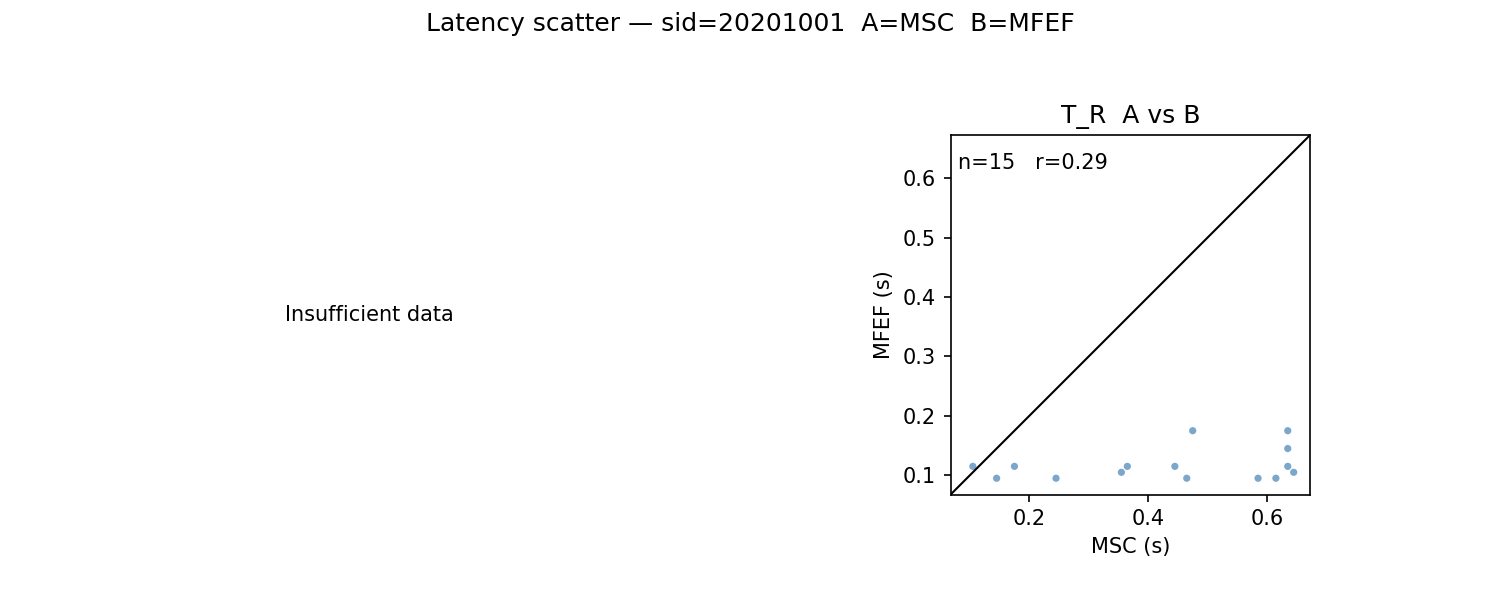 Latency scatter — sid=20201001  A=MSC  B=MFEF
Insufficient data
T_R  A vs B
n=15   r=0.29
MFEF (s)
0.6
0.5
0.4
0.3
0.2
0.1
0.2 0.4 0.6
MSC (s)